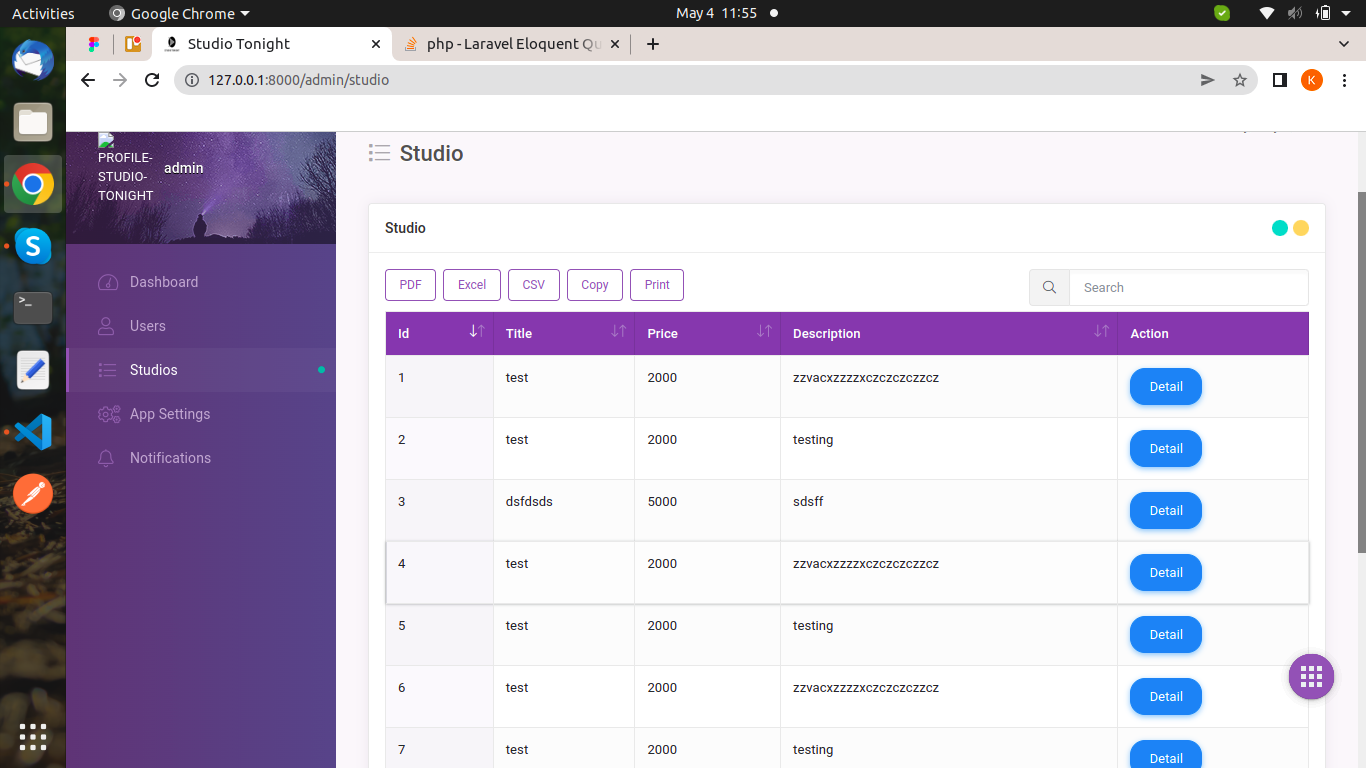 Activities
Google Chrome
May 4 11:55
Studio Tonight
php - Laravel Eloquent Qu
127.0.0.1:8000/admin/studio
K
PROFILE-
STUDIO-
TONIGHT
admin
Dashboard
Users
Studios
App Settings
Notifications
Studio
Studio
PDF Excel CSV Copy Print
Search
Id Title Price Description Action
1 test 2000 zzvacxzzzzxczczczczzcz Detail
2 test 2000 testing Detail
3 dsfdsds 5000 sdsff Detail
4 test 2000 zzvacxzzzzxczczczczzcz Detail
5 test 2000 testing Detail
6 test 2000 zzvacxzzzzxczczczczzcz Detail
7 test 2000 testing Detail